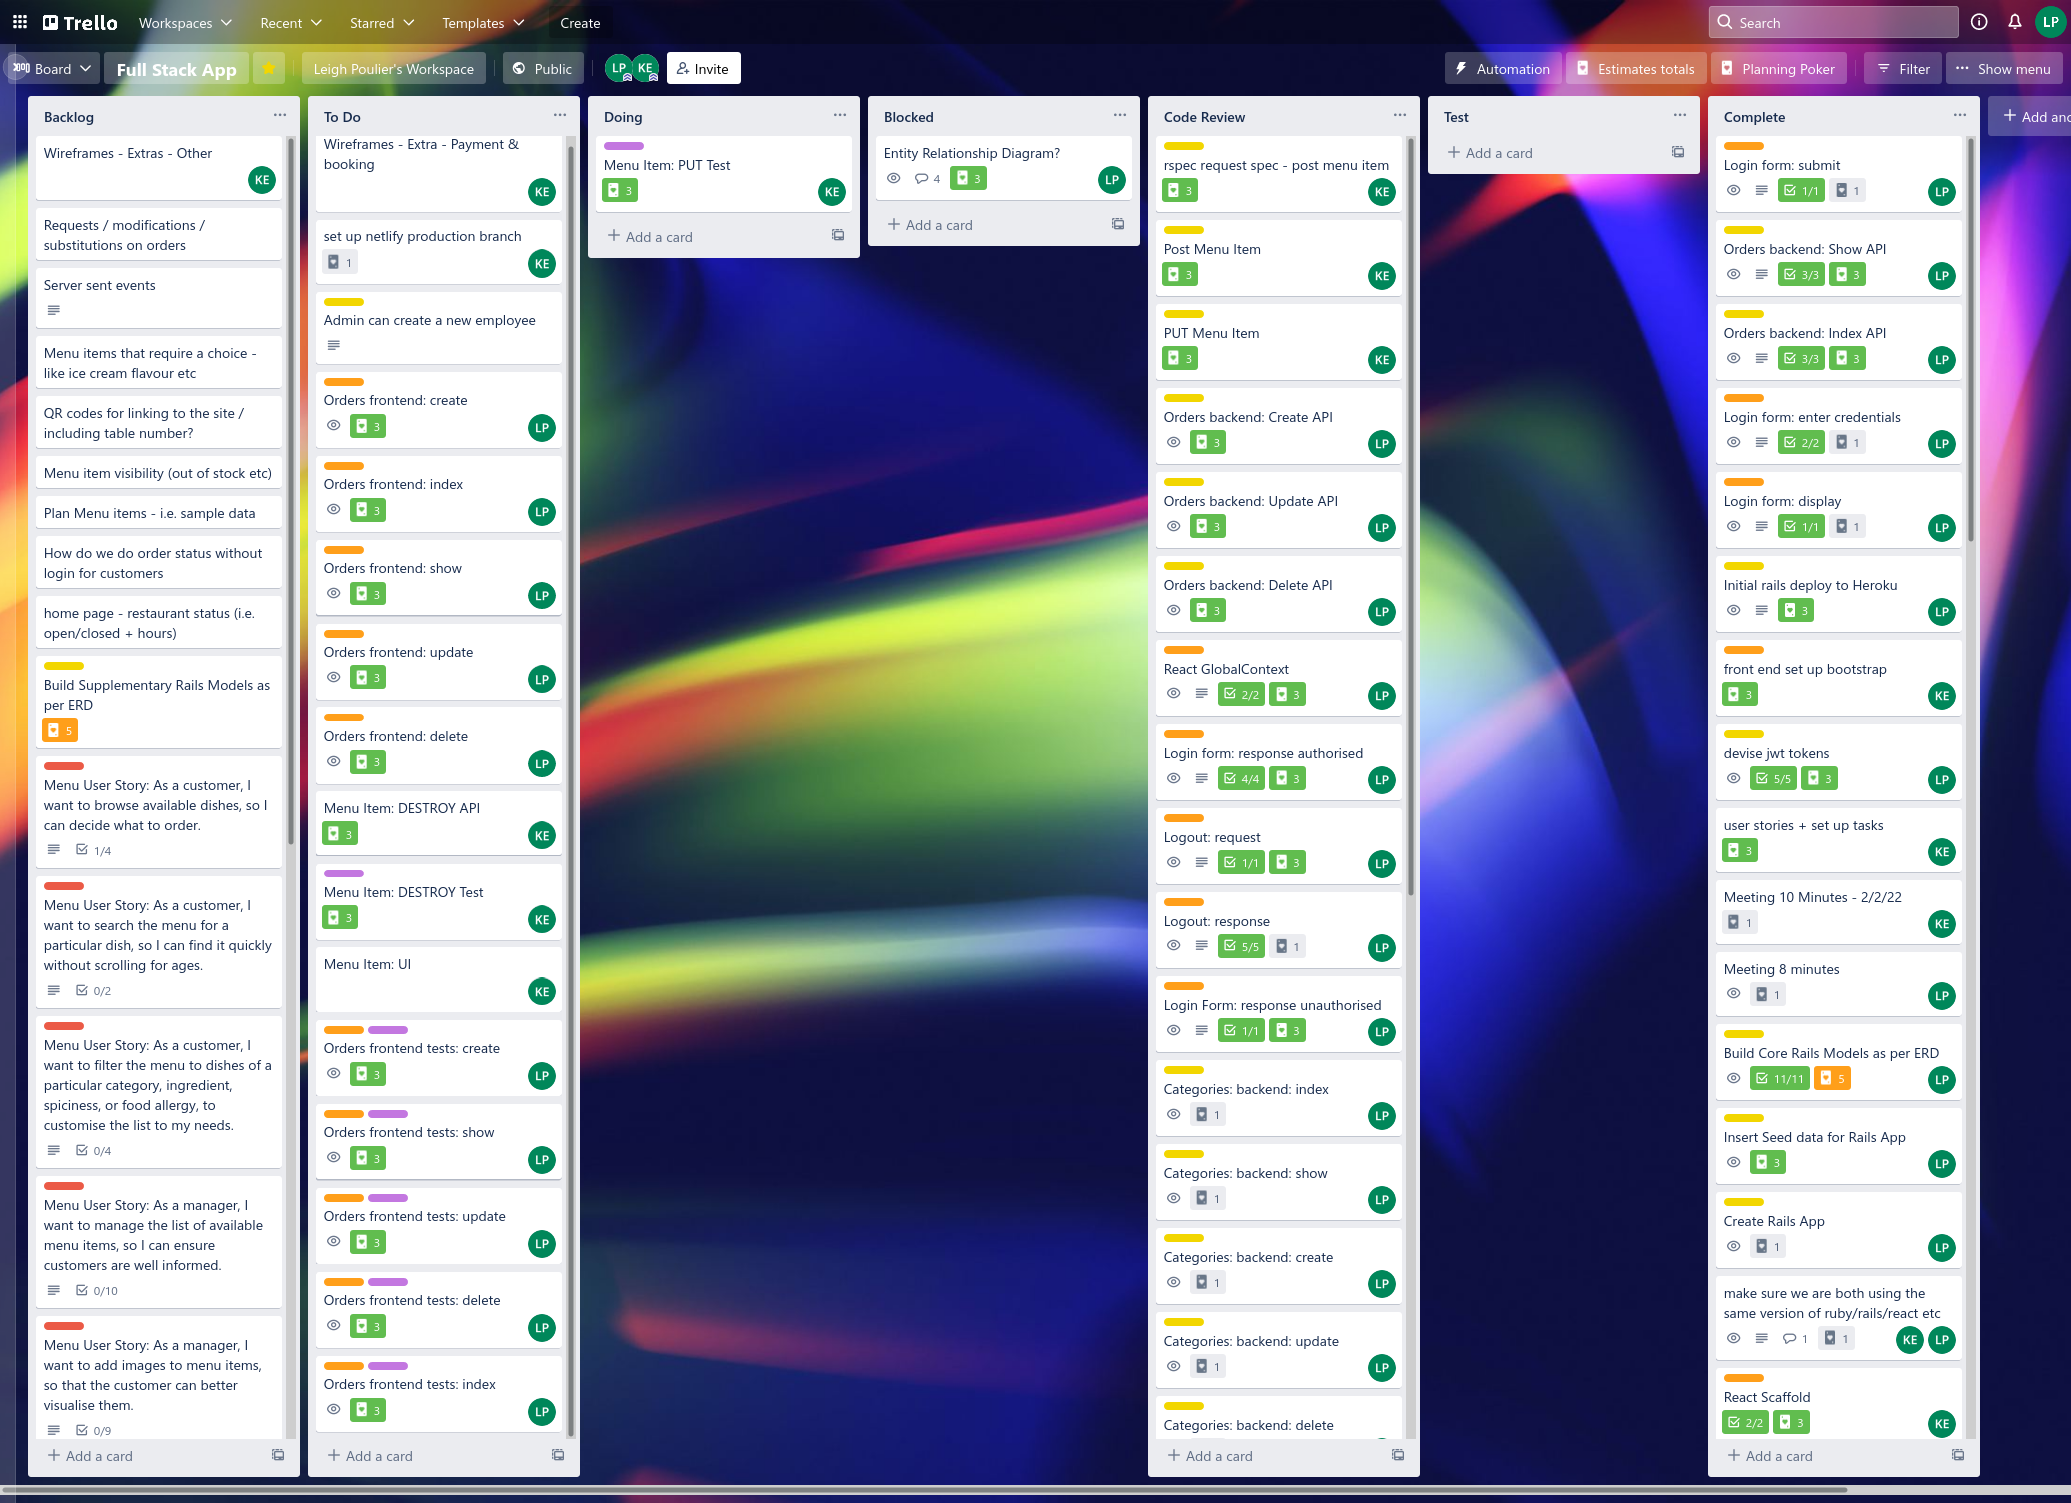 Trello
Workspaces
Recent
Starred
Templates
Create
Search
LP
Board
Full Stack App
Leigh Poulier's Workspace
Public
LP
KE
Invite
Automation
Estimates totals
Planning Poker
Filter
Show menu
Backlog
Wireframes - Extras - Other
KE
Requests / modifications /
substitutions on orders
Server sent events
Menu items that require a choice -
like ice cream flavour etc
QR codes for linking to the site /
including table number?
Menu item visibility (out of stock etc)
Plan Menu items - i.e. sample data
How do we do order status without
login for customers
home page - restaurant status (i.e.
open/closed + hours)
Build Supplementary Rails Models as
per ERD
5
Menu User Story: As a customer, I
want to browse available dishes, so I
can decide what to order.
1/4
Menu User Story: As a customer, I
want to search the menu for a
particular dish, so I can find it quickly
without scrolling for ages.
0/2
Menu User Story: As a customer, I
want to filter the menu to dishes of a
particular category, ingredient,
spiciness, or food allergy, to
customise the list to my needs.
0/4
Menu User Story: As a manager, I
want to manage the list of available
menu items, so I can ensure
customers are well informed.
0/10
Menu User Story: As a manager, I
want to add images to menu items,
so that the customer can better
visualise them.
0/9
+ Add a card
To Do
Wireframes - Extra - Payment &
booking
KE
set up netlify production branch
1 KE
Admin can create a new employee
Orders frontend: create
3 LP
Orders frontend: index
3 LP
Orders frontend: show
3 LP
Orders frontend: update
3 LP
Orders frontend: delete
3 LP
Menu Item: DESTROY API
3 KE
Menu Item: DESTROY Test
3 KE
Menu Item: UI
KE
Orders frontend tests: create
3 LP
Orders frontend tests: show
3 LP
Orders frontend tests: update
3 LP
Orders frontend tests: delete
3 LP
Orders frontend tests: index
3 LP
+ Add a card
Doing
Menu Item: PUT Test
3 KE
+ Add a card
Blocked
Entity Relationship Diagram?
4 3 LP
+ Add a card
Code Review
rspec request spec - post menu item
3 KE
Post Menu Item
3 KE
PUT Menu Item
3 KE
Orders backend: Create API
3 LP
Orders backend: Update API
3 LP
Orders backend: Delete API
3 LP
React GlobalContext
2/2 3 LP
Login form: response authorised
4/4 3 LP
Logout: request
1/1 3 LP
Logout: response
5/5 1 LP
Login Form: response unauthorised
1/1 3 LP
Categories: backend: index
1 LP
Categories: backend: show
1 LP
Categories: backend: create
1 LP
Categories: backend: update
1 LP
Categories: backend: delete
+ Add a card
Test
+ Add a card
Complete
Login form: submit
1/1 1 LP
Orders backend: Show API
3/3 3 LP
Orders backend: Index API
3/3 3 LP
Login form: enter credentials
2/2 1 LP
Login form: display
1/1 1 LP
Initial rails deploy to Heroku
3 LP
front end set up bootstrap
3 KE
devise jwt tokens
5/5 3 LP
user stories + set up tasks
3 KE
Meeting 10 Minutes - 2/2/22
1 KE
Meeting 8 minutes
1 LP
Build Core Rails Models as per ERD
11/11 5 LP
Insert Seed data for Rails App
3 LP
Create Rails App
1 LP
make sure we are both using the
same version of ruby/rails/react etc
1 1 KE LP
React Scaffold
2/2 3 KE
+ Add a card
+ Add